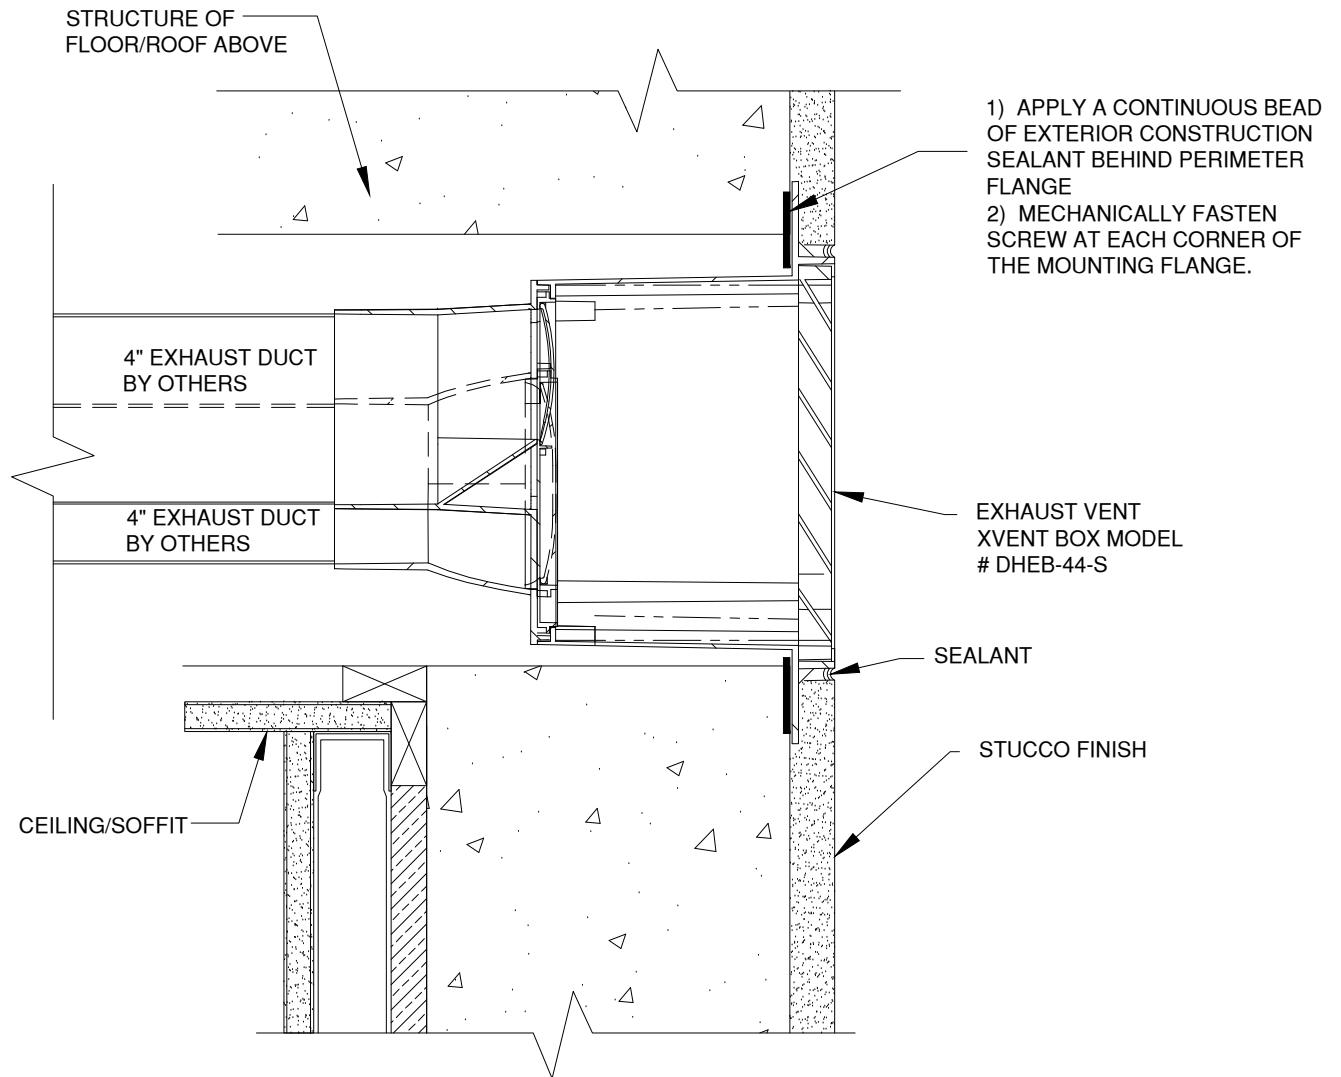 STRUCTURE OF
FLOOR/ROOF ABOVE
1) APPLY A CONTINUOUS BEAD
OF EXTERIOR CONSTRUCTION
SEALANT BEHIND PERIMETER
FLANGE
2) MECHANICALLY FASTEN
SCREW AT EACH CORNER OF
THE MOUNTING FLANGE.
4" EXHAUST DUCT
BY OTHERS
4" EXHAUST DUCT
BY OTHERS
EXHAUST VENT
XVENT BOX MODEL
# DHEB-44-S
SEALANT
STUCCO FINISH
CEILING/SOFFIT